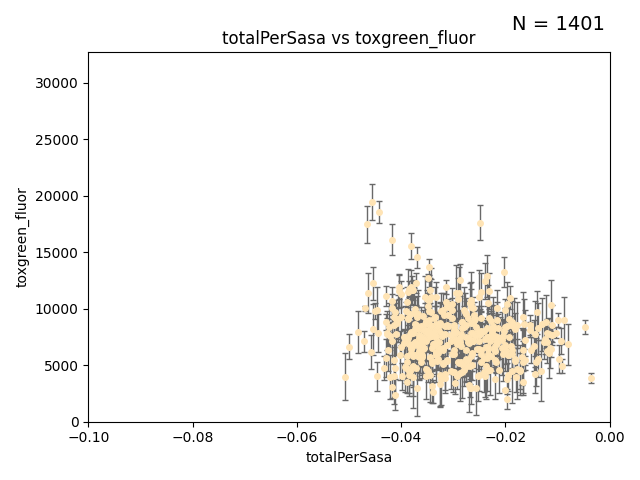 N = 1401
totalPerSasa vs toxgreen_fluor
30000
25000
20000
15000
10000
5000
0
toxgreen_fluor
−0.10 −0.08 −0.06 −0.04 −0.02 0.00
totalPerSasa